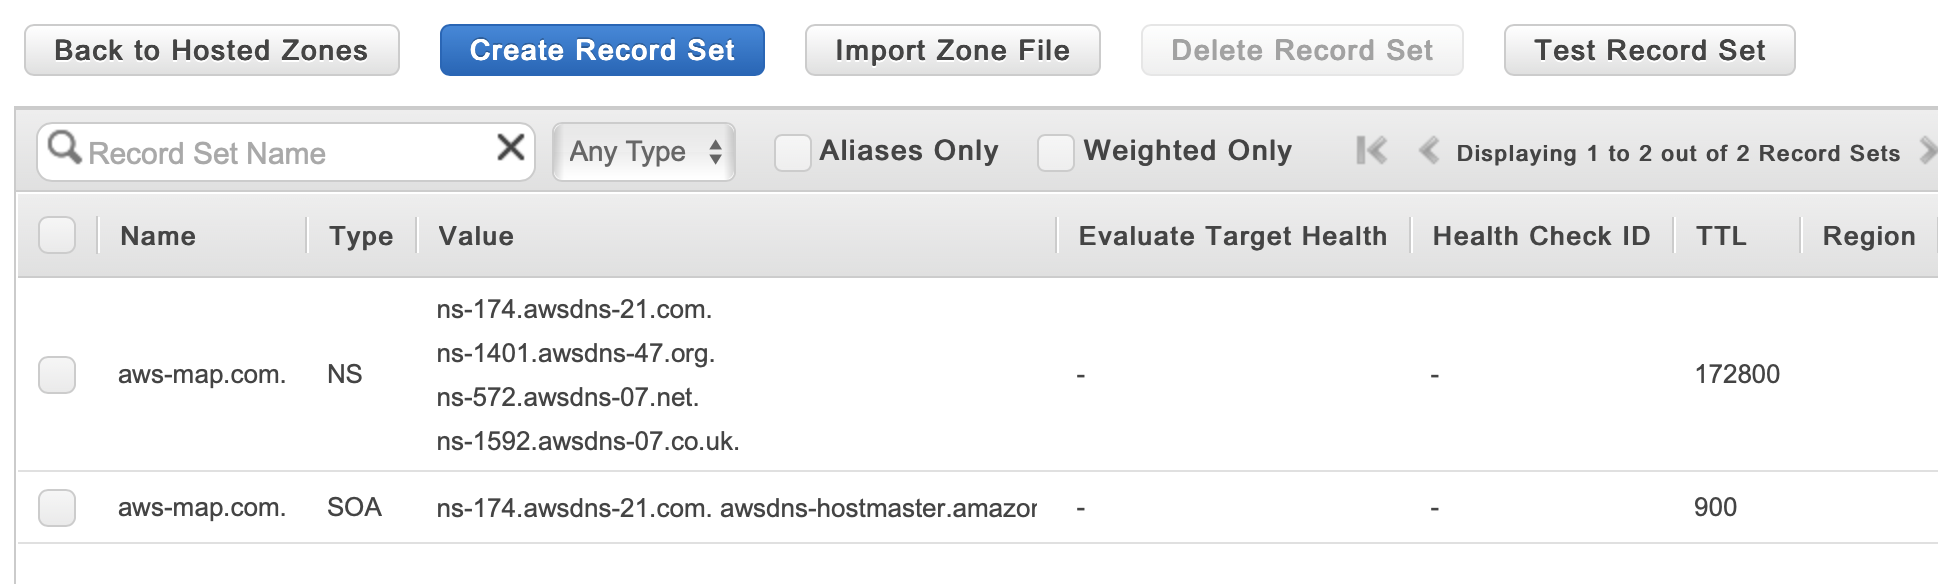 Back to Hosted Zones Create Record Set Import Zone File Delete Record Set Test Record Set
Record Set Name Any Type Aliases Only Weighted Only Displaying 1 to 2 out of 2 Record Sets
Name Type Value Evaluate Target Health Health Check ID TTL Region
aws-map.com. NS
ns-174.awsdns-21.com.
ns-1401.awsdns-47.org.
ns-572.awsdns-07.net.
ns-1592.awsdns-07.co.uk.
- - 172800
aws-map.com. SOA ns-174.awsdns-21.com. awsdns-hostmaster.amazon - - 900